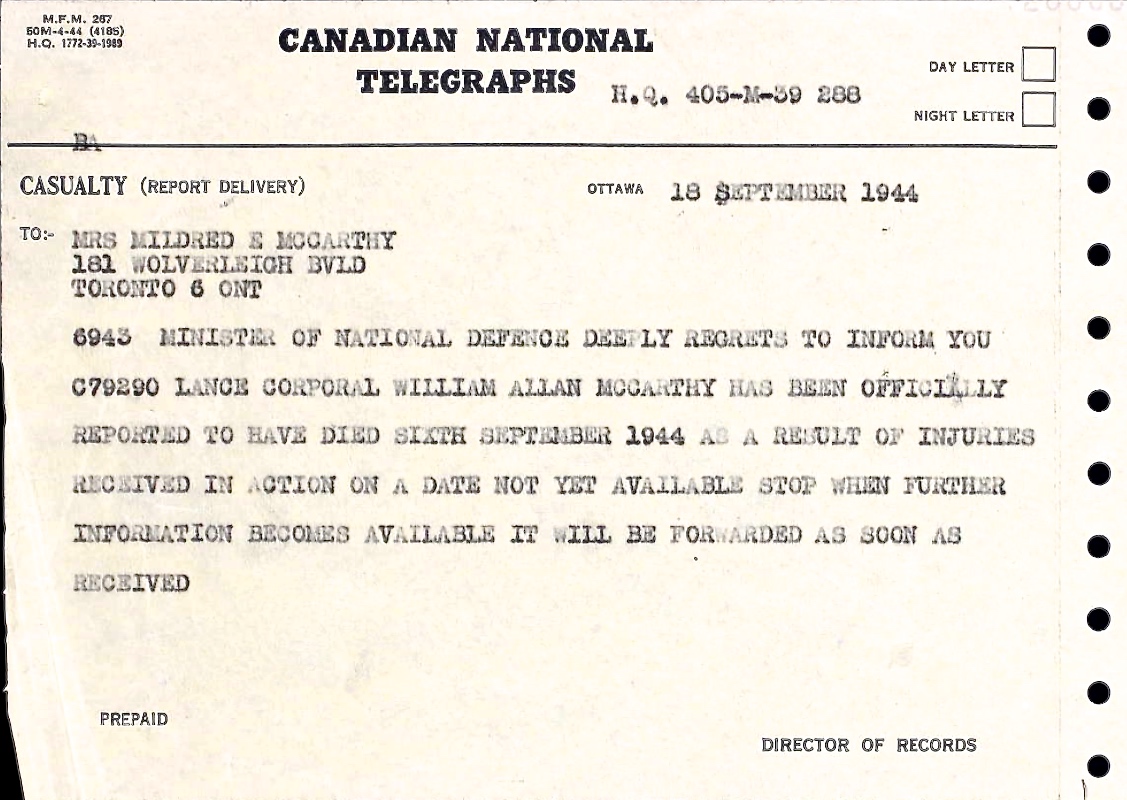 M.F.M. 267
50M-4-44 (4185)
H.Q. 1772-39-1989
CANADIAN NATIONAL
TELEGRAPHS
H.Q. 405-M-39 288
DAY LETTER
NIGHT LETTER
BA
CASUALTY (REPORT DELIVERY)
OTTAWA 18 SEPTEMBER 1944
TO:- MRS MILDRED E MCCARTHY
181 WOLVERLEIGH BVLD
TORONTO 6 ONT
6943 MINISTER OF NATIONAL DEFENCE DEEPLY REGRETS TO INFORM YOU
C79290 LANCE CORPORAL WILLIAM ALLAN MCCARTHY HAS BEEN OFFICIALLY
REPORTED TO HAVE DIED SIXTH SEPTEMBER 1944 AS A RESULT OF INJURIES
RECEIVED IN ACTION ON A DATE NOT YET AVAILABLE STOP WHEN FURTHER
INFORMATION BECOMES AVAILABLE IT WILL BE FORWARDED AS SOON AS
RECEIVED
PREPAID
DIRECTOR OF RECORDS